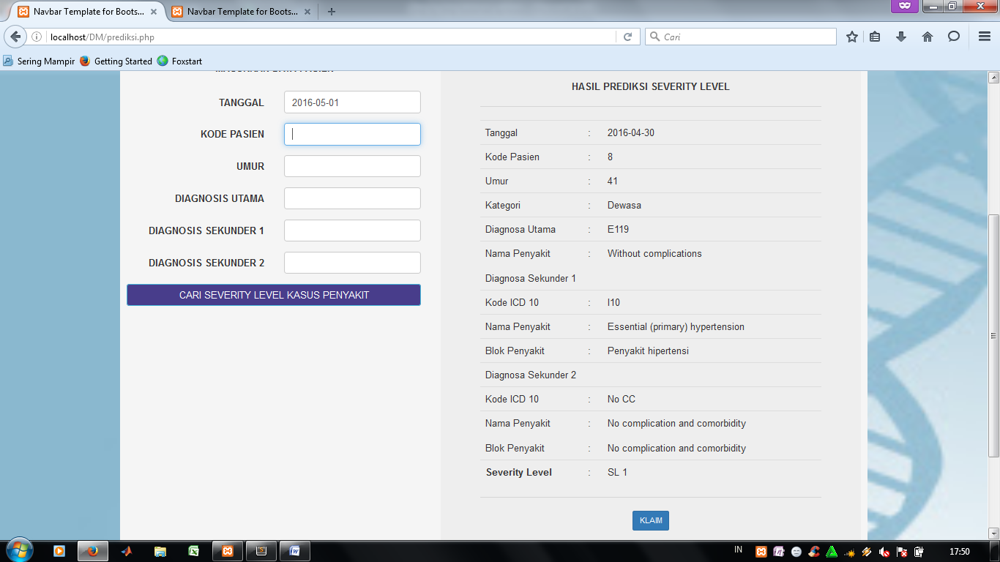 Navbar Template for Boots...
Navbar Template for Boots...
localhost/DM/prediksi.php
Cari
Sering Mampir
Getting Started
Foxstart
TANGGAL
2016-05-01
KODE PASIEN
UMUR
DIAGNOSIS UTAMA
DIAGNOSIS SEKUNDER 1
DIAGNOSIS SEKUNDER 2
CARI SEVERITY LEVEL KASUS PENYAKIT
HASIL PREDIKSI SEVERITY LEVEL
Tanggal : 2016-04-30
Kode Pasien : 8
Umur : 41
Kategori : Dewasa
Diagnosa Utama : E119
Nama Penyakit : Without complications
Diagnosa Sekunder 1
Kode ICD 10 : I10
Nama Penyakit : Essential (primary) hypertension
Blok Penyakit : Penyakit hipertensi
Diagnosa Sekunder 2
Kode ICD 10 : No CC
Nama Penyakit : No complication and comorbidity
Blok Penyakit : No complication and comorbidity
Severity Level : SL 1
KLAIM
IN
17:50